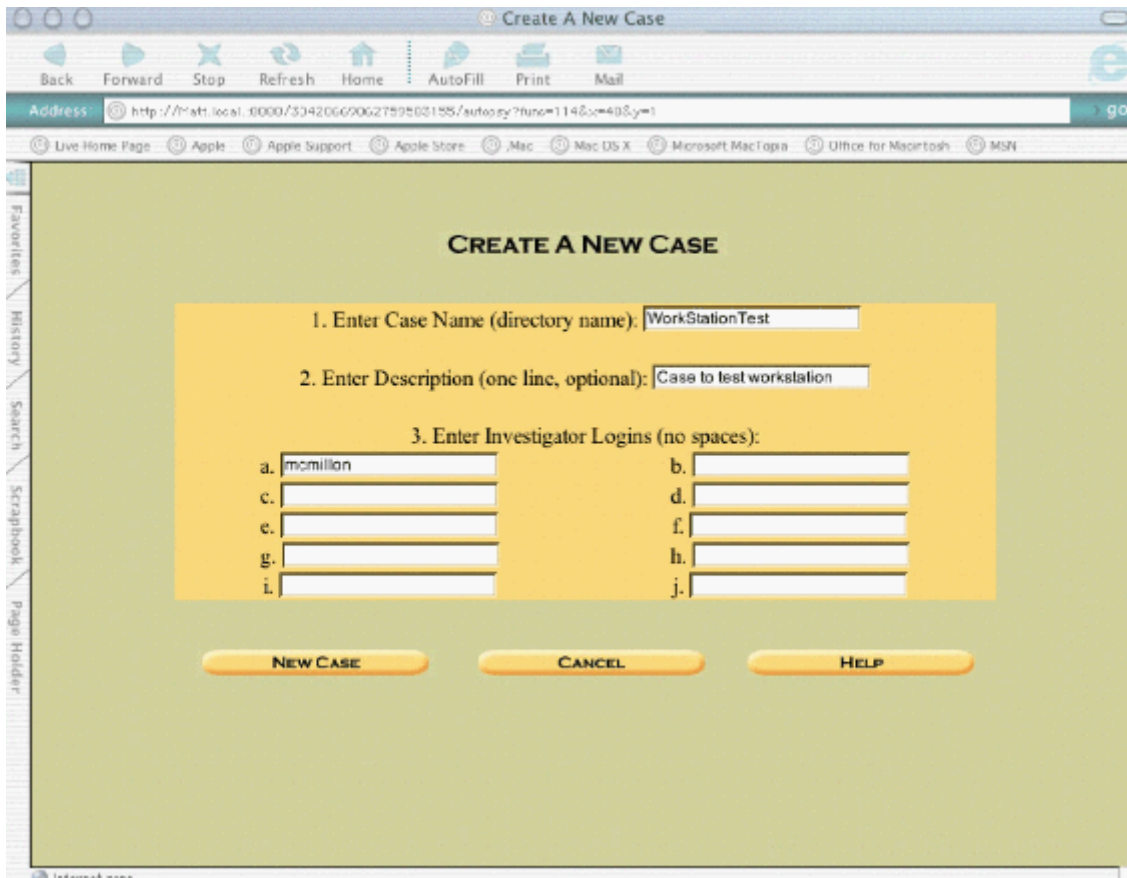 Create A New Case
Back Forward Stop Refresh Home AutoFill Print Mail
Address:
go
Live Home Page Apple Apple Support Apple Store .Mac Mac OS X Microsoft MacTopia Office for Macintosh MSN
Favorites
History
Search
Scrapbook
Page Holder
CREATE A NEW CASE
1. Enter Case Name (directory name): WorkStationTest
2. Enter Description (one line, optional): Case to test workstation
3. Enter Investigator Logins (no spaces):
a. mcmillon b.
c. d.
e. f.
g. h.
i. j.
NEW CASE CANCEL HELP